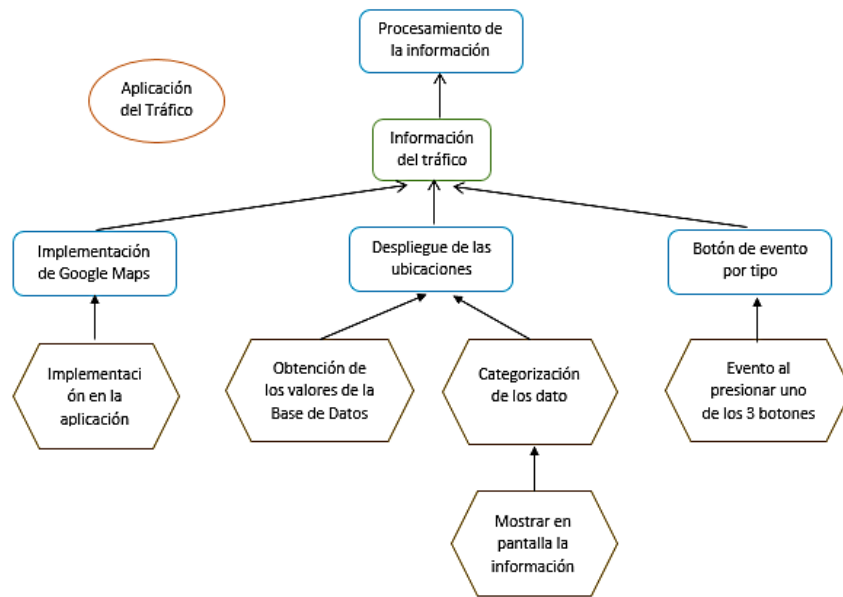 Procesamiento de
la información
Aplicación
del Tráfico
Información
del tráfico
Implementación
de Google Maps
Despliegue de las
ubicaciones
Botón de evento
por tipo
Implementaci
ón en la
aplicación
Obtención de
los valores de la
Base de Datos
Categorización
de los dato
Evento al
presionar uno
de los 3 botones
Mostrar en
pantalla la
información